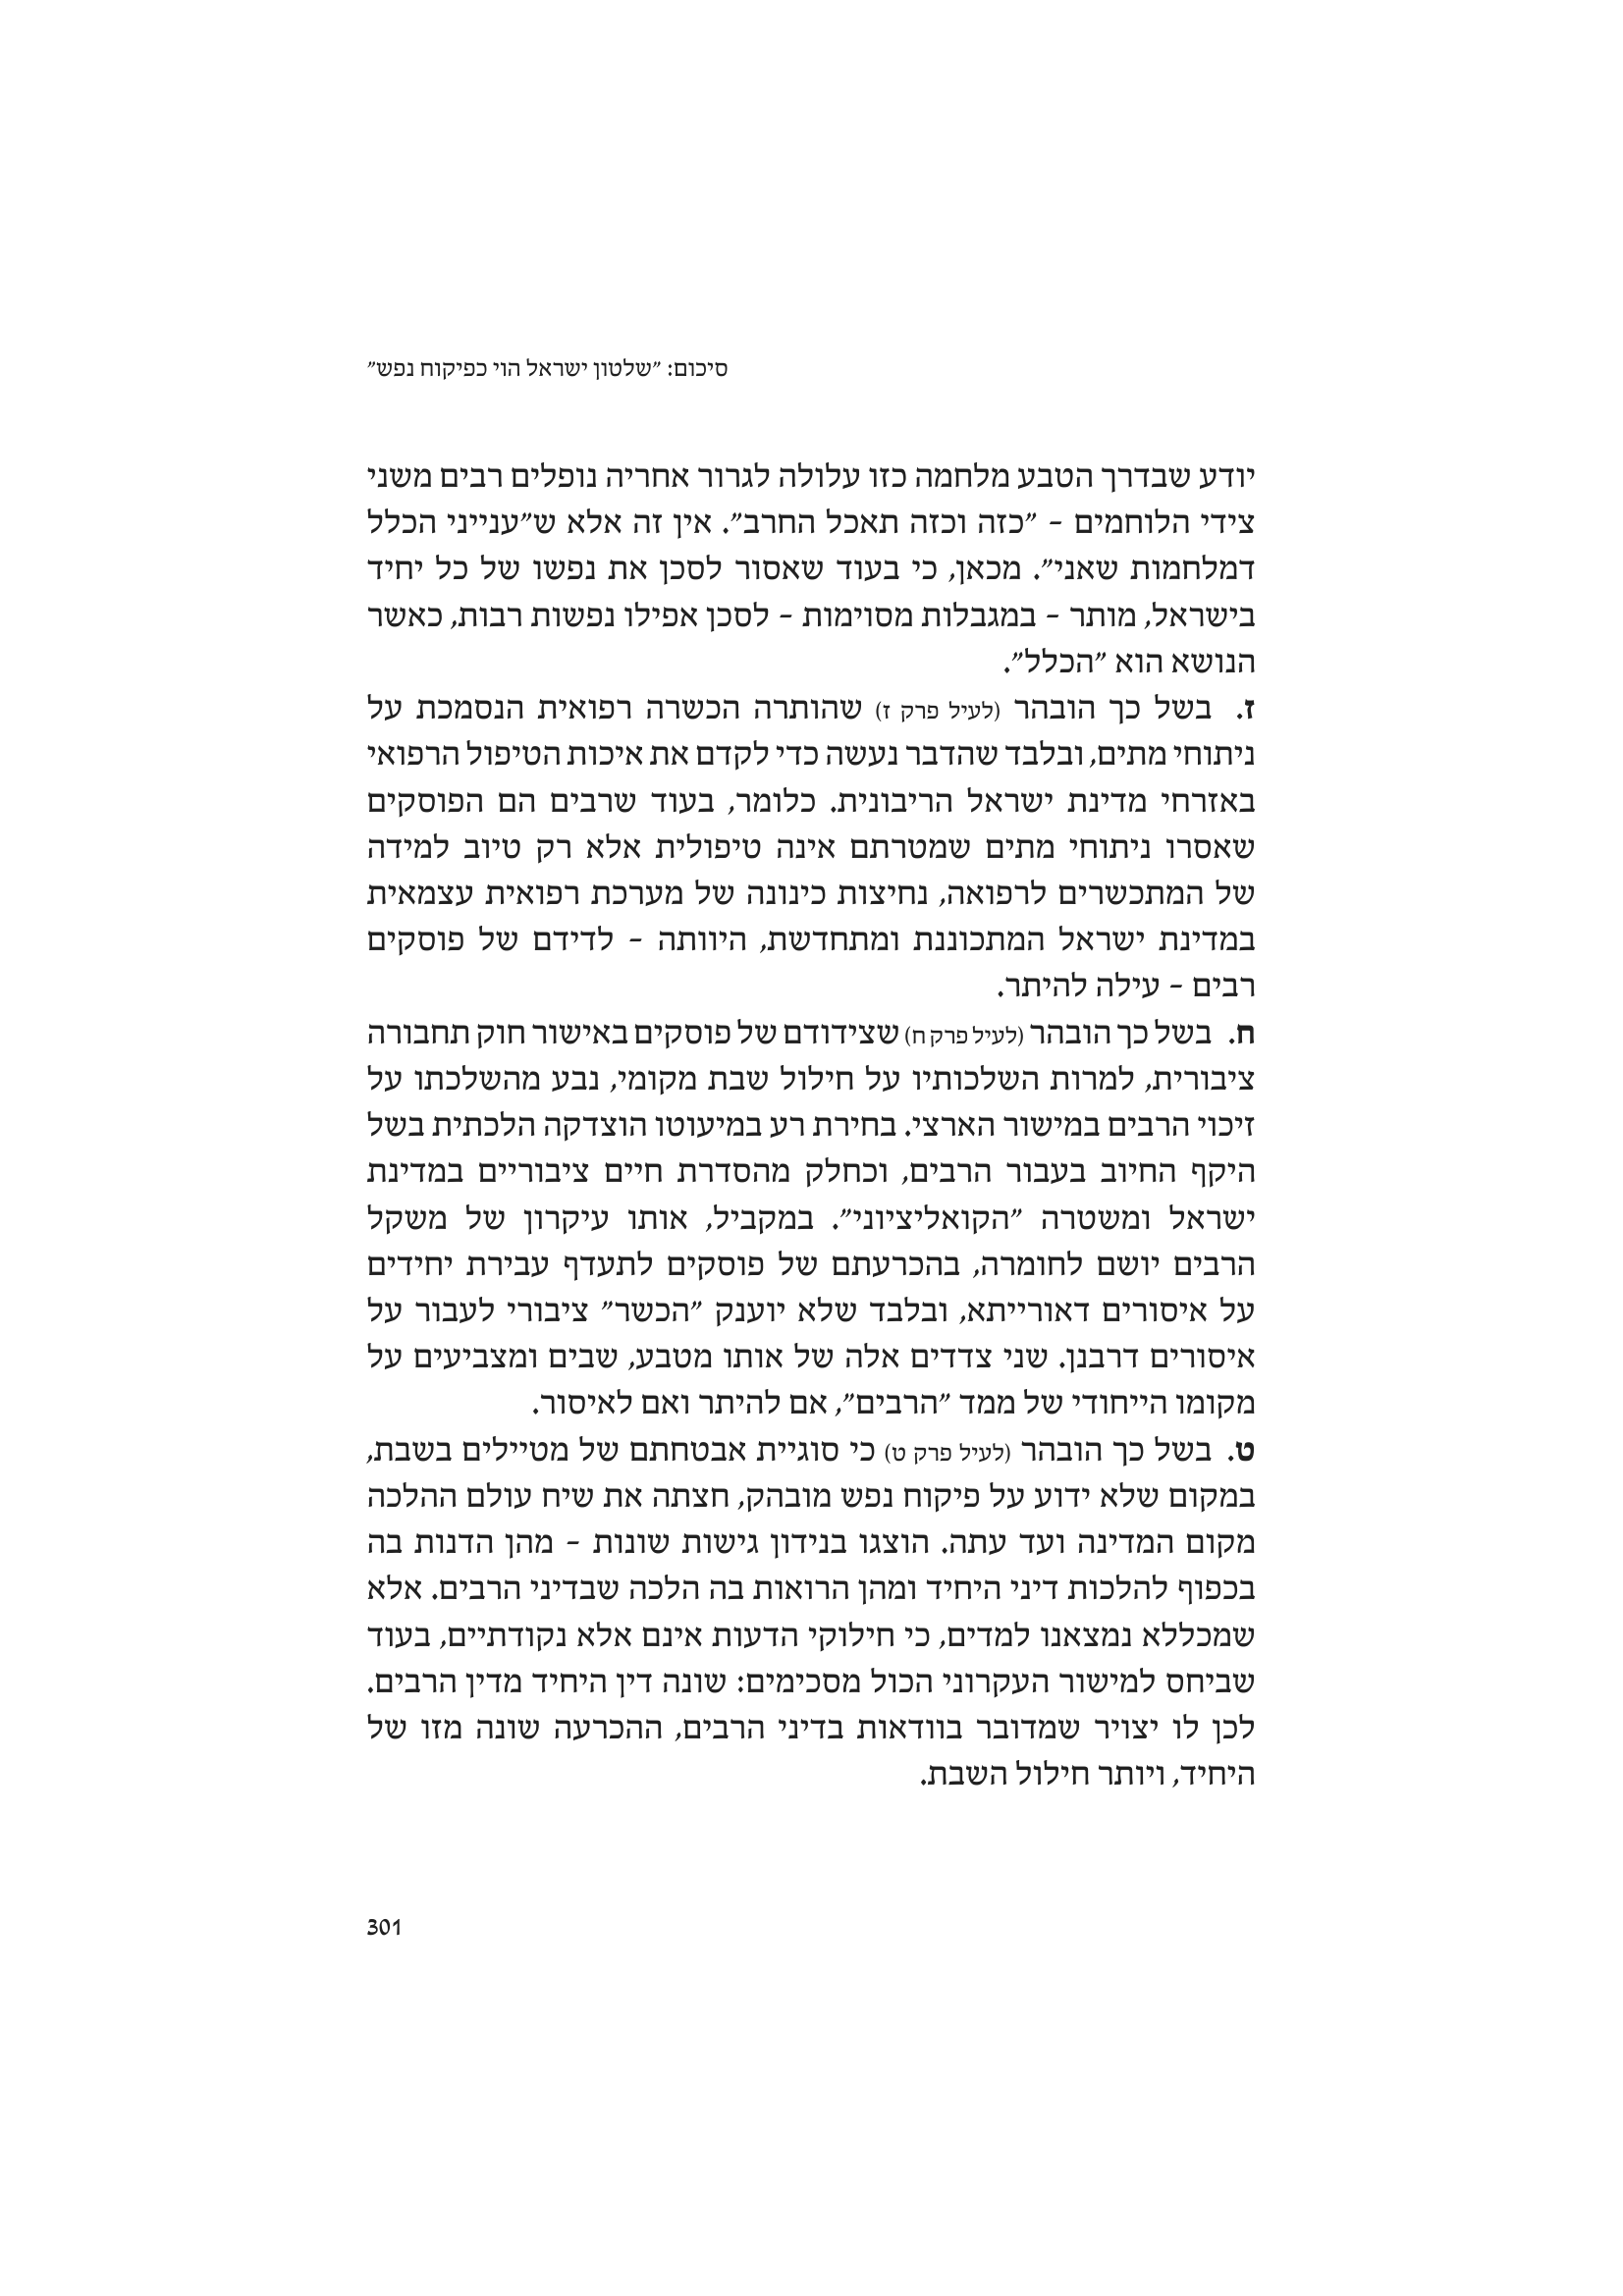 סיכום: "שלטון ישראל הוי כפיקוח נפש"
יודע שבדרך הטבע מלחמה כזו עלולה לגרור אחריה נופלים רבים משני
צידי הלוחמים – "כזה וכזה תאכל החרב". אין זה אלא ש"ענייני הכלל
דמלחמות שאני". מכאן, כי בעוד שאסור לסכן את נפשו של כל יחיד
בישראל, מותר – במגבלות מסוימות – לסכן אפילו נפשות רבות, כאשר
הנושא הוא "הכלל".
ז. בשל כך הובהר (לעיל פרק ז) שהותרה הכשרה רפואית הנסמכת על
ניתוחי מתים, ובלבד שהדבר נעשה כדי לקדם את איכות הטיפול הרפואי
באזרחי מדינת ישראל הריבונית. כלומר, בעוד שרבים הם הפוסקים
שאסרו ניתוחי מתים שמטרתם אינה טיפולית אלא רק טיוב למידה
של המתכשרים לרפואה, נחיצות כינונה של מערכת רפואית עצמאית
במדינת ישראל המתכוננת ומתחדשת, היוותה – לדידם של פוסקים
רבים – עילה להיתר.
ח. בשל כך הובהר (לעיל פרק ח) שצידודם של פוסקים באישור חוק תחבורה
ציבורית, למרות השלכותיו על חילול שבת מקומי, נבע מהשלכתו על
זיכוי הרבים במישור הארצי. בחירת רע במיעוטו הוצדקה הלכתית בשל
היקף החיוב בעבור הרבים, וכחלק מהסדרת חיים ציבוריים במדינת
ישראל ומשטרה "הקואליציוני". במקביל, אותו עיקרון של משקל
הרבים יושם לחומרה, בהכרעתם של פוסקים לתעדף עבירת יחידים
על איסורים דאורייתא, ובלבד שלא יוענק "הכשר" ציבורי לעבור על
איסורים דרבנן. שני צדדים אלה של אותו מטבע, שבים ומצביעים על
מקומו הייחודי של ממד "הרבים", אם להיתר ואם לאיסור.
ט. בשל כך הובהר (לעיל פרק ט) כי סוגיית אבטחתם של מטיילים בשבת,
במקום שלא ידוע על פיקוח נפש מובהק, חצתה את שיח עולם ההלכה
מקום המדינה ועד עתה. הוצגו בנידון גישות שונות – מהן הדנות בה
בכפוף להלכות דיני היחיד ומהן הרואות בה הלכה שבדיני הרבים. אלא
שמכללא נמצאנו למדים, כי חילוקי הדעות אינם אלא נקודתיים, בעוד
שביחס למישור העקרוני הכול מסכימים: שונה דין היחיד מדין הרבים.
לכן לו יצויר שמדובר בוודאות בדיני הרבים, ההכרעה שונה מזו של
היחיד, ויותר חילול השבת.
301